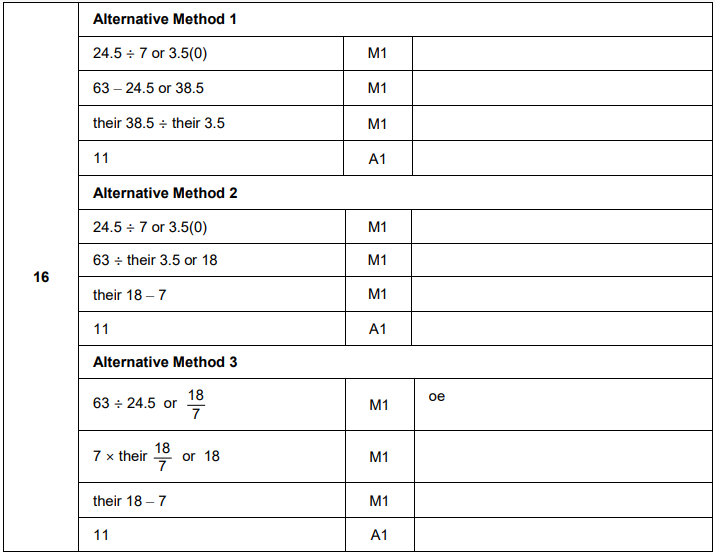 Alternative Method 1
24.5 ÷ 7 or 3.5(0) M1
63 – 24.5 or 38.5 M1
their 38.5 ÷ their 3.5 M1
11 A1
Alternative Method 2
24.5 ÷ 7 or 3.5(0) M1
63 ÷ their 3.5 or 18 M1
16
their 18 – 7 M1
11 A1
Alternative Method 3
63 ÷ 24.5 or 18/7 M1 oe
7 × their 18/7 or 18 M1
their 18 – 7 M1
11 A1